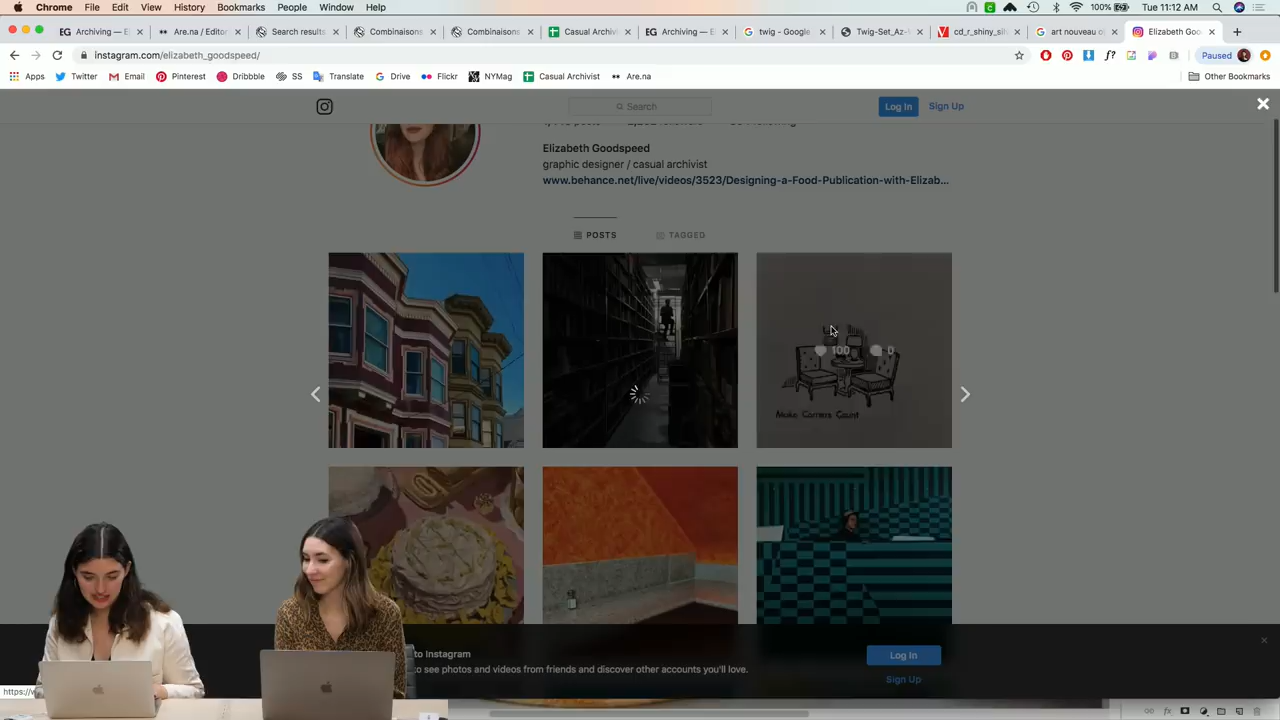 Chrome File Edit View History Bookmarks People Window Help 100% Tue 11:12 AM
EG Archiving — E Are.na / Editor Search results Combinaisons Combinaisons Casual Archivi EG Archiving — E twig - Google Twig-Set_Az- cd_r_shiny_sil art nouveau o Elizabeth Goo
instagram.com/elizabeth_goodspeed/ Paused
Apps Twitter Email Pinterest Dribbble SS Translate Drive Flickr NYMag Casual Archivist Are.na Other Bookmarks
Search Log In Sign Up
Elizabeth Goodspeed
graphic designer / casual archivist
www.behance.net/live/videos/3523/Designing-a-Food-Publication-with-Elizab...
POSTS TAGGED
100 0
Make Corners Count
to Instagram
to see photos and videos from friends and discover other accounts you'll love.
Log In
Sign Up
https://w